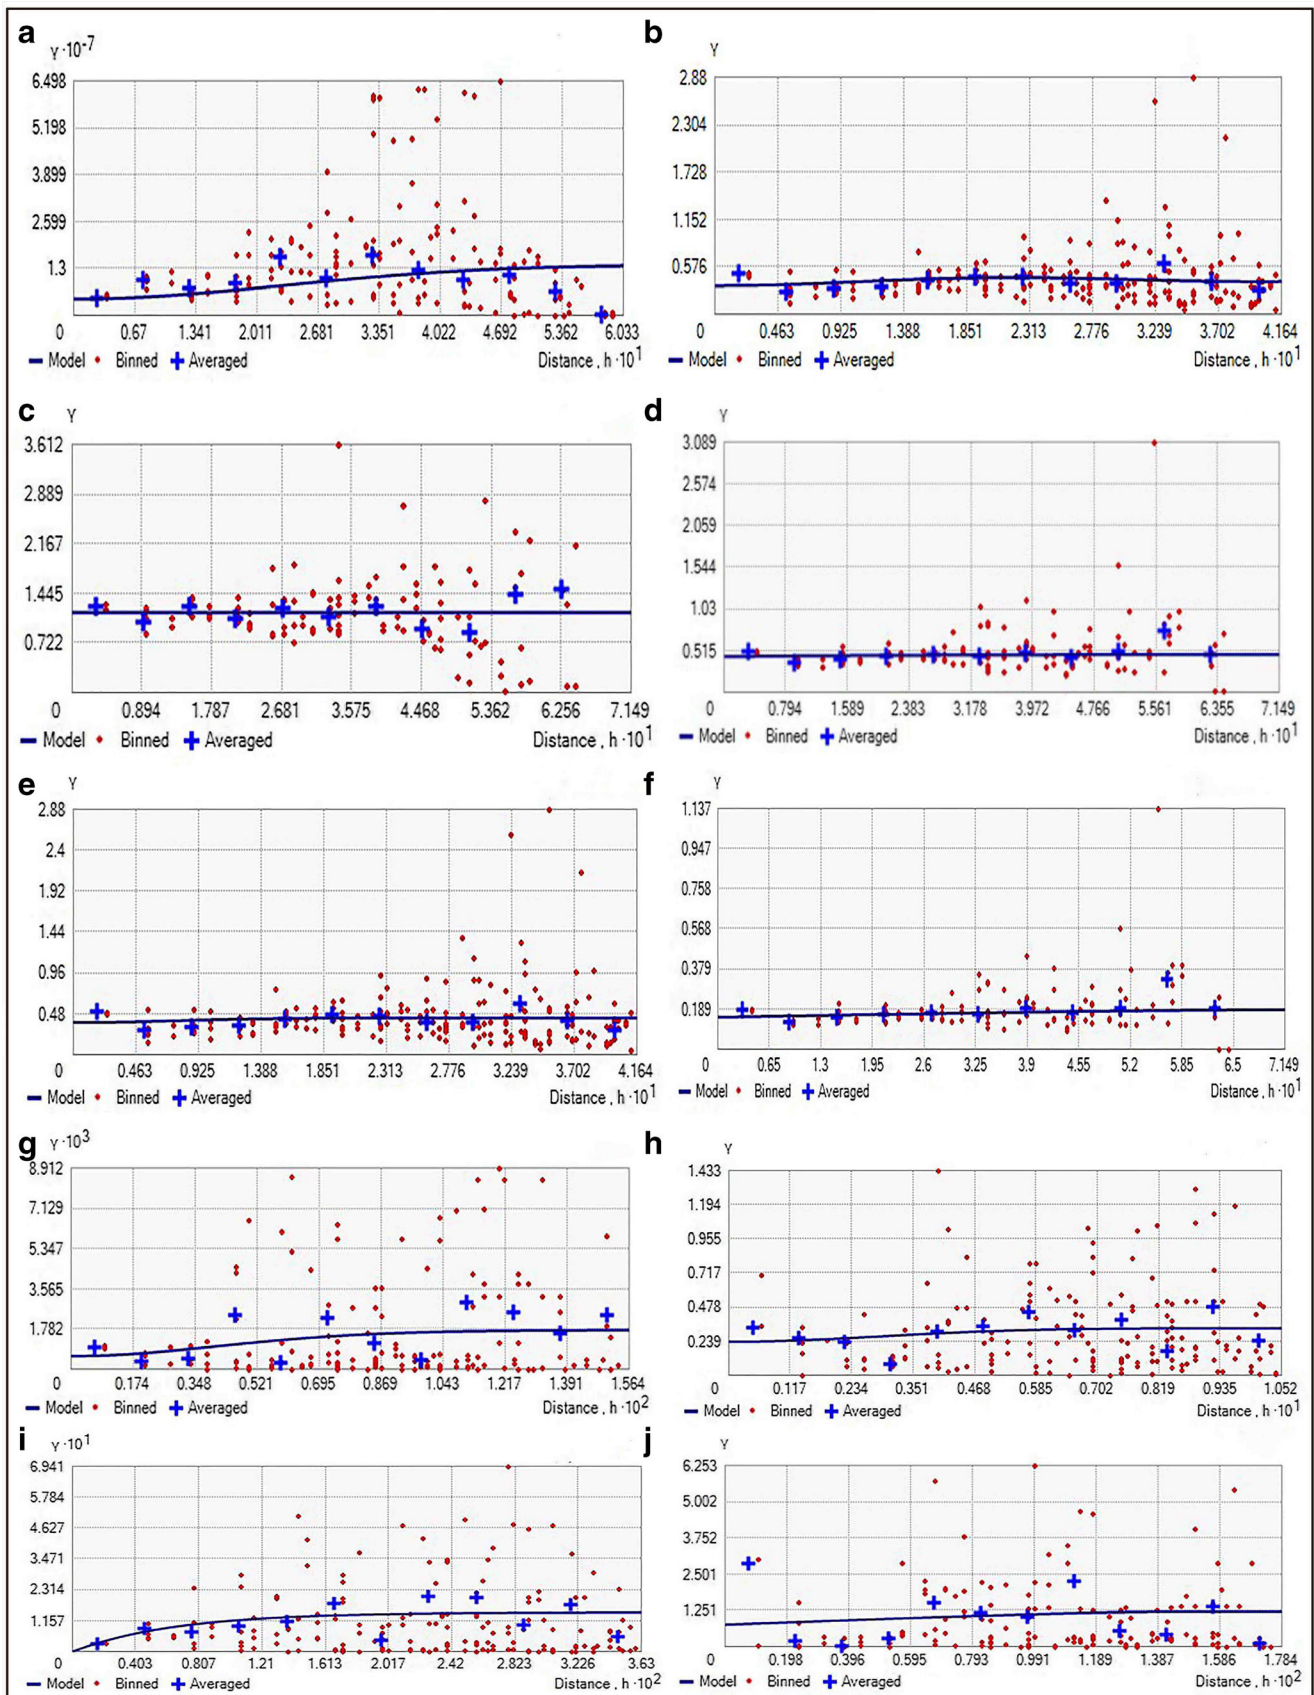 a
γ ·10⁻⁷
6.498
5.198
3.899
2.599
1.3
0 0.67 1.341 2.011 2.681 3.351 4.022 4.692 5.362 6.033
Model Binned Averaged Distance , h ·10¹
b
γ
2.88
2.304
1.728
1.152
0.576
0 0.463 0.925 1.388 1.851 2.313 2.776 3.239 3.702 4.164
Model Binned Averaged Distance , h ·10¹
c
γ
3.612
2.889
2.167
1.445
0.722
0 0.894 1.787 2.681 3.575 4.468 5.362 6.256 7.149
Model Binned Averaged Distance , h ·10¹
d
γ
3.089
2.574
2.059
1.544
1.03
0.515
0 0.794 1.589 2.383 3.178 3.972 4.766 5.561 6.355 7.149
Model Binned Averaged Distance , h ·10¹
e
γ
2.88
2.4
1.92
1.44
0.96
0.48
0 0.463 0.925 1.388 1.851 2.313 2.776 3.239 3.702 4.164
Model Binned Averaged Distance , h ·10¹
f
γ
1.137
0.947
0.758
0.568
0.379
0.189
0 0.65 1.3 1.95 2.6 3.25 3.9 4.55 5.2 5.85 6.5 7.149
Model Binned Averaged Distance , h ·10¹
g
γ ·10³
8.912
7.129
5.347
3.565
1.782
0 0.174 0.348 0.521 0.695 0.869 1.043 1.217 1.391 1.564
Model Binned Averaged Distance , h ·10²
h
γ
1.433
1.194
0.955
0.717
0.478
0.239
0 0.117 0.234 0.351 0.468 0.585 0.702 0.819 0.935 1.052
Model Binned Averaged Distance , h ·10¹
i
γ ·10¹
6.941
5.784
4.627
3.471
2.314
1.157
0 0.403 0.807 1.21 1.613 2.017 2.42 2.823 3.226 3.63
Model Binned Averaged Distance , h ·10²
j
γ
6.253
5.002
3.752
2.501
1.251
0 0.198 0.396 0.595 0.793 0.991 1.189 1.387 1.586 1.784
Model Binned Averaged Distance , h ·10²